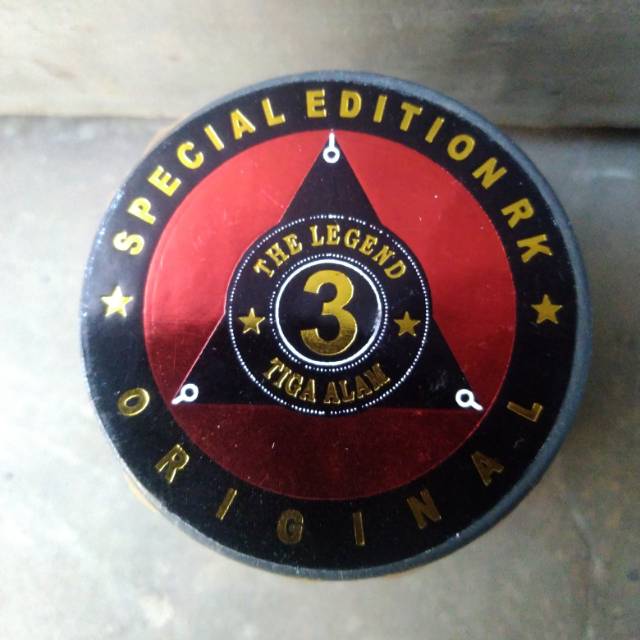 SPECIAL EDITION RK
THE LEGEND
3
TIGA ALAM
ORIGINAL